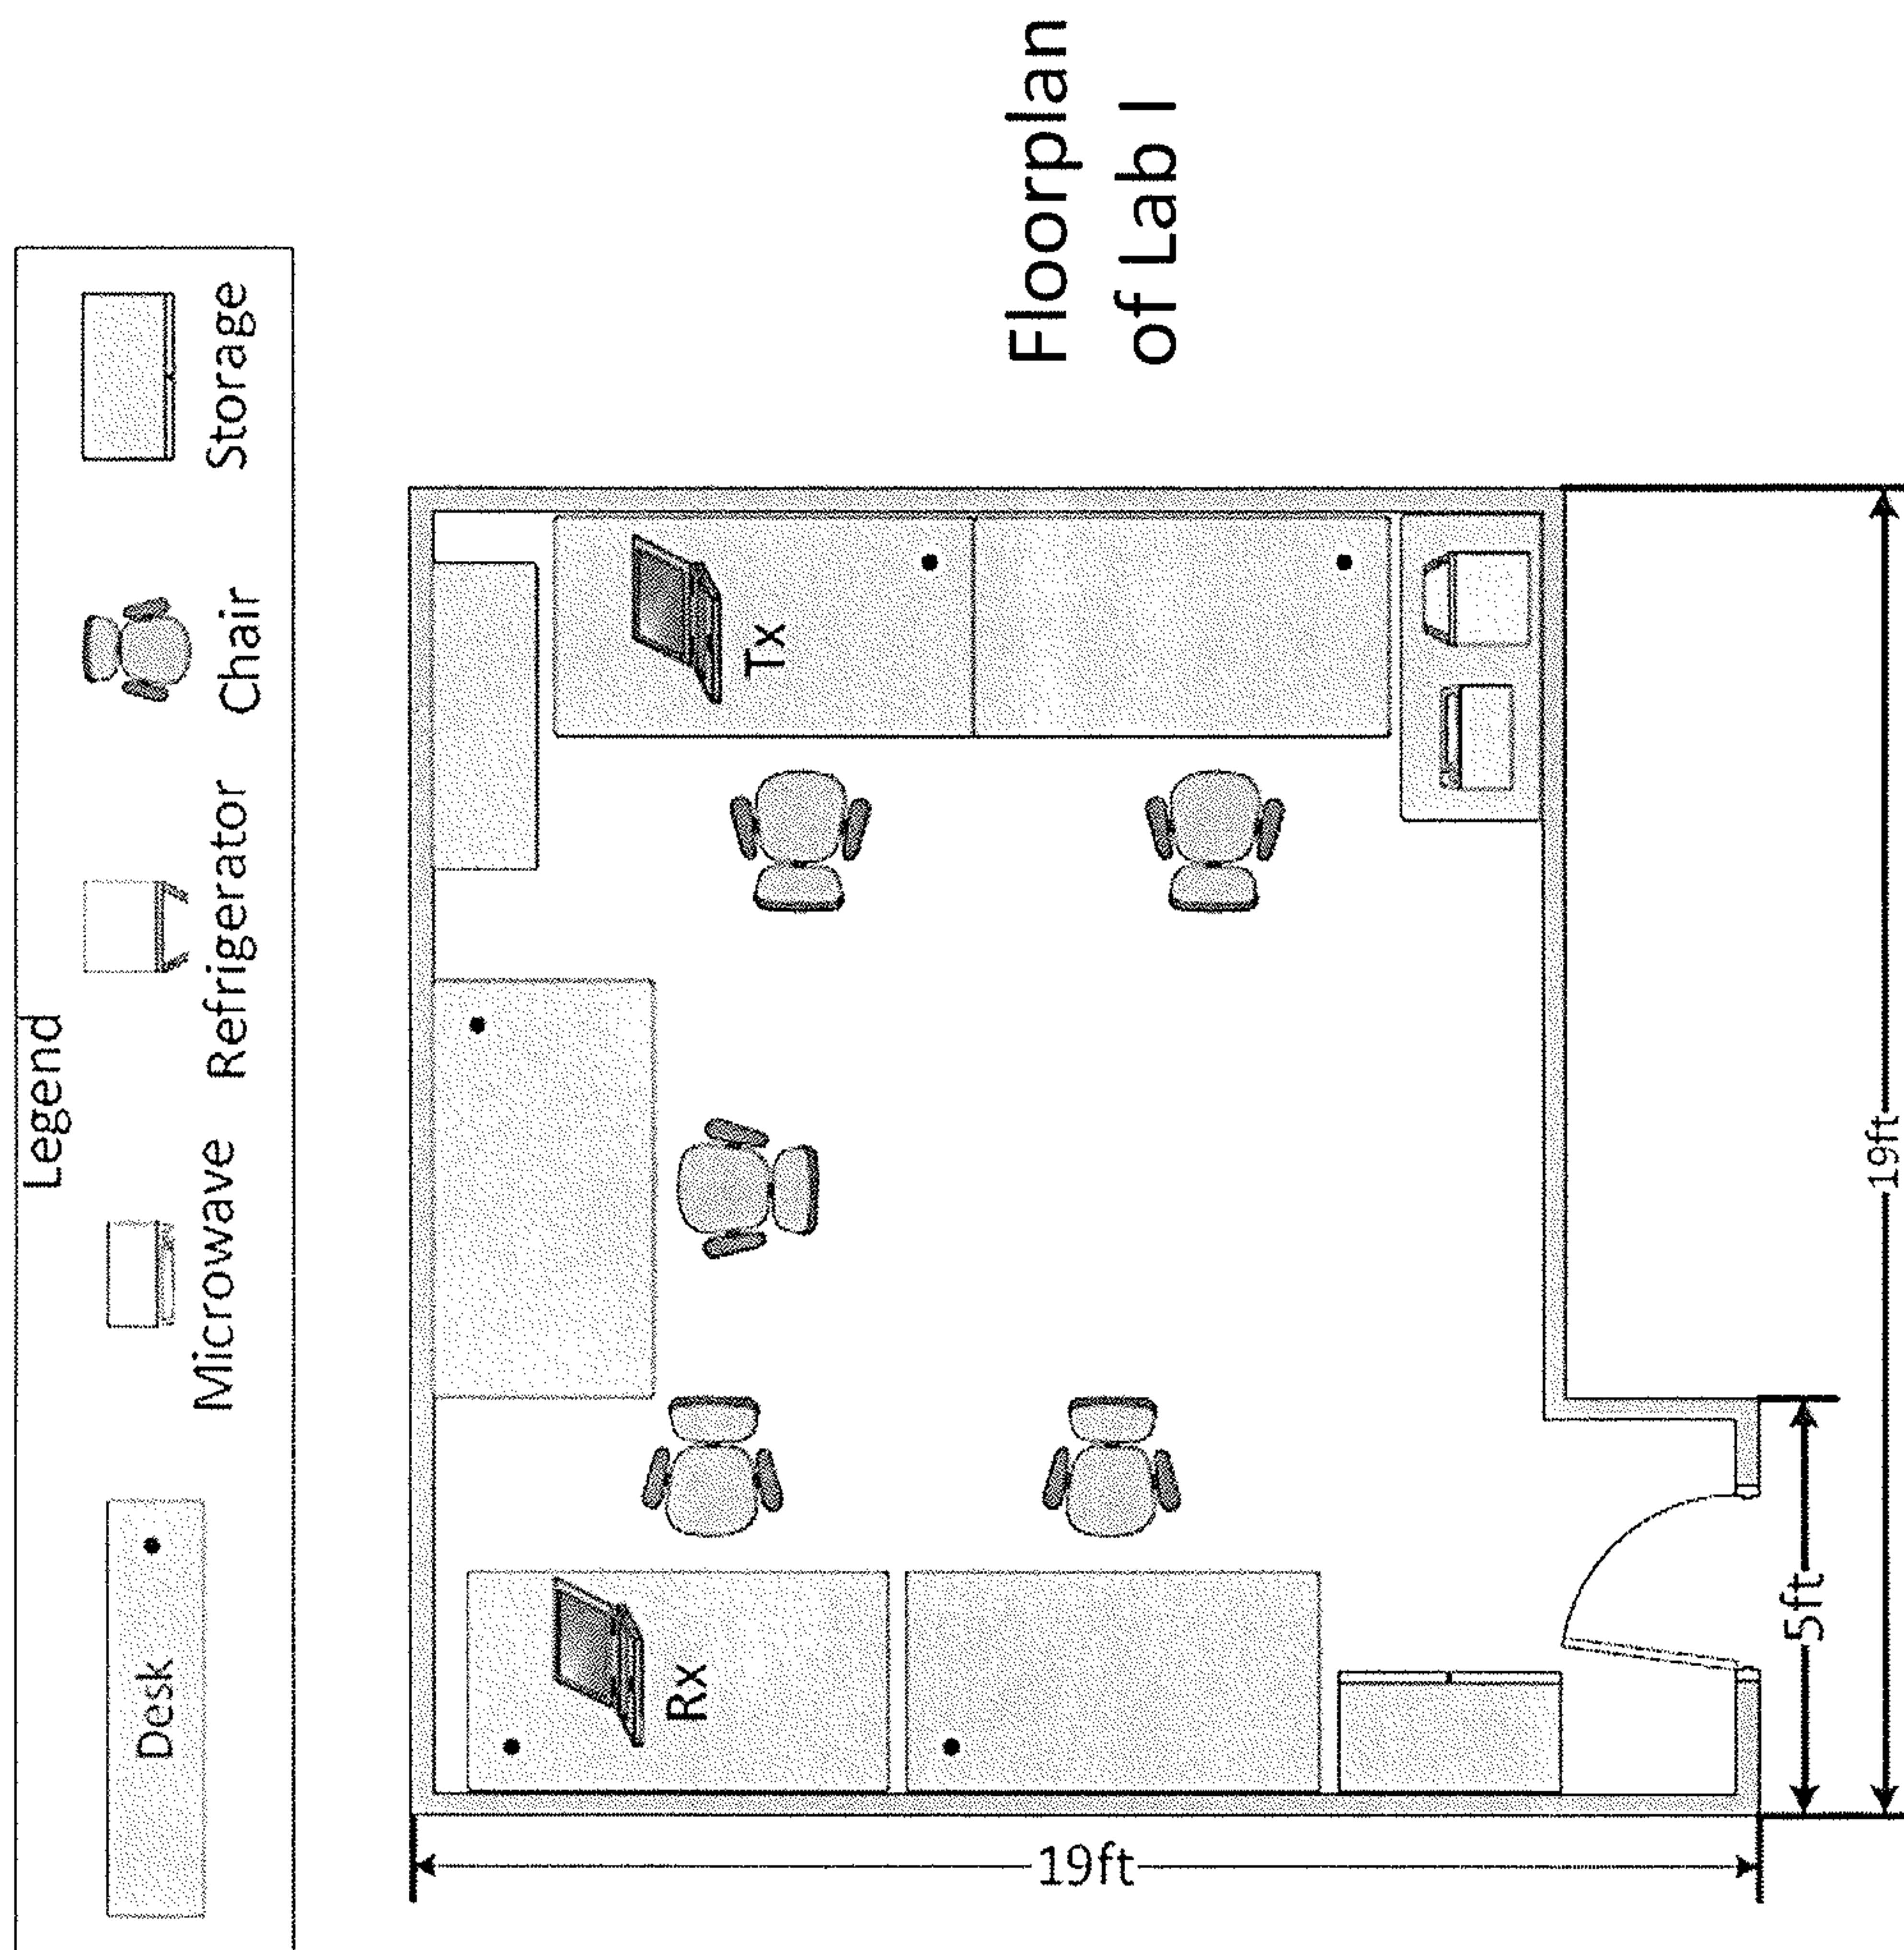 Legend
Desk
Microwave
Refrigerator
Chair
Storage
Floorplan
of Lab I
Rx
Tx
19ft
5ft
19ft